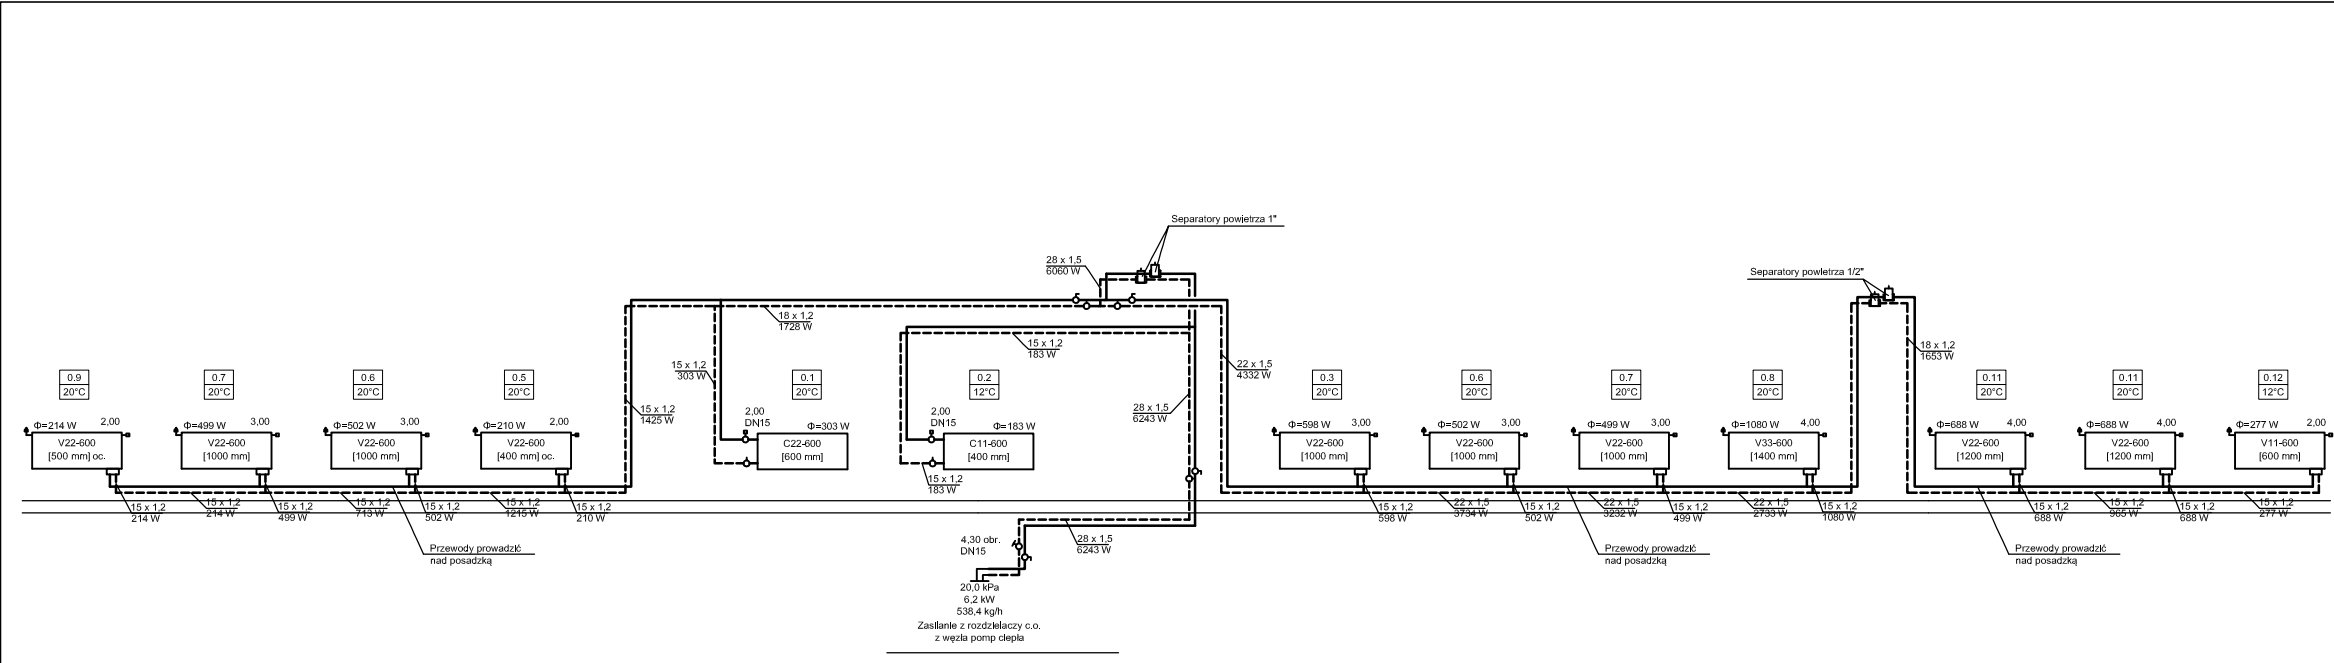 Separatory powietrza 1"
28 x 1,5
6060 W
Separatory powietrza 1/2"
18 x 1,2
1728 W
15 x 1,2
183 W
18 x 1,2
1653 W
15 x 1,2
303 W
22 x 1,5
4332 W
0.9
20°C
0.7
20°C
0.6
20°C
0.5
20°C
0.1
20°C
0.2
12°C
0.3
20°C
0.6
20°C
0.7
20°C
0.8
20°C
0.11
20°C
0.11
20°C
0.12
12°C
15 x 1,2
1425 W
28 x 1,5
6243 W
Φ=214 W 2,00
V22-600
[500 mm] oc.
Φ=499 W 3,00
V22-600
[1000 mm]
Φ=502 W 3,00
V22-600
[1000 mm]
Φ=210 W 2,00
V22-600
[400 mm] oc.
2,00
DN15
Φ=303 W
C22-600
[600 mm]
2,00
DN15
Φ=183 W
C11-600
[400 mm]
15 x 1,2
183 W
Φ=598 W 3,00
V22-600
[1000 mm]
Φ=502 W 3,00
V22-600
[1000 mm]
Φ=499 W 3,00
V22-600
[1000 mm]
Φ=1080 W 4,00
V33-600
[1400 mm]
Φ=688 W 4,00
V22-600
[1200 mm]
Φ=688 W 4,00
V22-600
[1200 mm]
Φ=277 W 2,00
V11-600
[600 mm]
15 x 1,2
214 W
15 x 1,2
214 W
15 x 1,2
499 W
15 x 1,2
713 W
15 x 1,2
502 W
15 x 1,2
1215 W
15 x 1,2
210 W
15 x 1,2
598 W
22 x 1,5
3734 W
15 x 1,2
502 W
22 x 1,5
3232 W
15 x 1,2
499 W
22 x 1,5
2733 W
15 x 1,2
1080 W
15 x 1,2
688 W
15 x 1,2
965 W
15 x 1,2
688 W
15 x 1,2
277 W
Przewody prowadzić
nad posadzką
4,30 obr.
DN15
28 x 1,5
6243 W
Przewody prowadzić
nad posadzką
Przewody prowadzić
nad posadzką
20,0 kPa
6,2 kW
538,4 kg/h
Zasilanie z rozdzielaczy c.o.
z węzła pomp ciepła